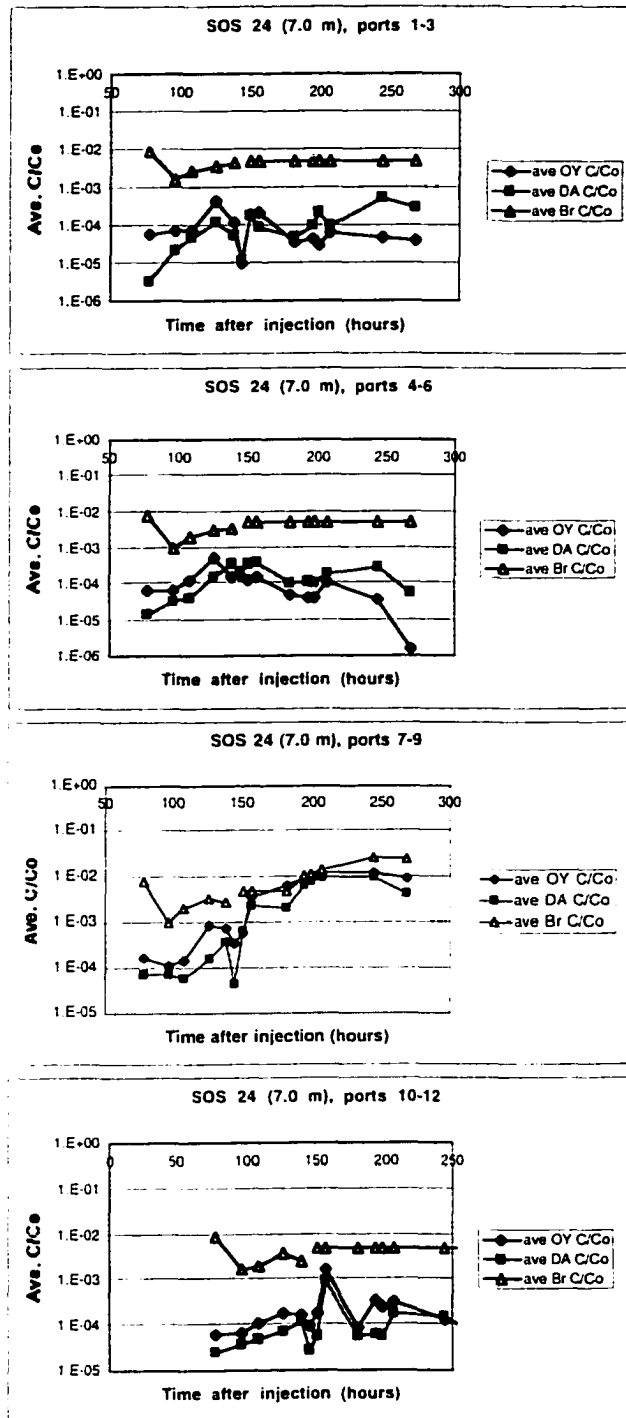 SOS 24 (7.0 m), ports 1-3
1.E+00
50 100 150 200 250 300
1.E-01
1.E-02
1.E-03
1.E-04
1.E-05
1.E-06
Ave. C/Co
Time after injection (hours)
ave OY C/Co
ave DA C/Co
ave Br C/Co
SOS 24 (7.0 m), ports 4-6
1.E+00
50 100 150 200 250 300
1.E-01
1.E-02
1.E-03
1.E-04
1.E-05
1.E-06
Ave. C/Co
Time after injection (hours)
ave OY C/Co
ave DA C/Co
ave Br C/Co
SOS 24 (7.0 m), ports 7-9
1.E+00
50 100 150 200 250 300
1.E-01
1.E-02
1.E-03
1.E-04
1.E-05
Ave. C/Co
Time after injection (hours)
ave OY C/Co
ave DA C/Co
ave Br C/Co
SOS 24 (7.0 m), ports 10-12
1.E+00
0 50 100 150 200 250
1.E-01
1.E-02
1.E-03
1.E-04
1.E-05
Ave. C/Co
Time after injection (hours)
ave OY C/Co
ave DA C/Co
ave Br C/Co